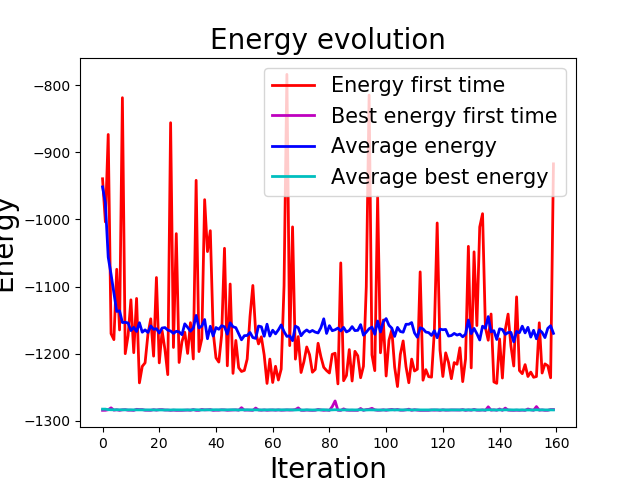 Energy evolution
Energy
−800
−900
−1000
−1100
−1200
−1300
Energy first time
Best energy first time
Average energy
Average best energy
0 20 40 60 80 100 120 140 160
Iteration